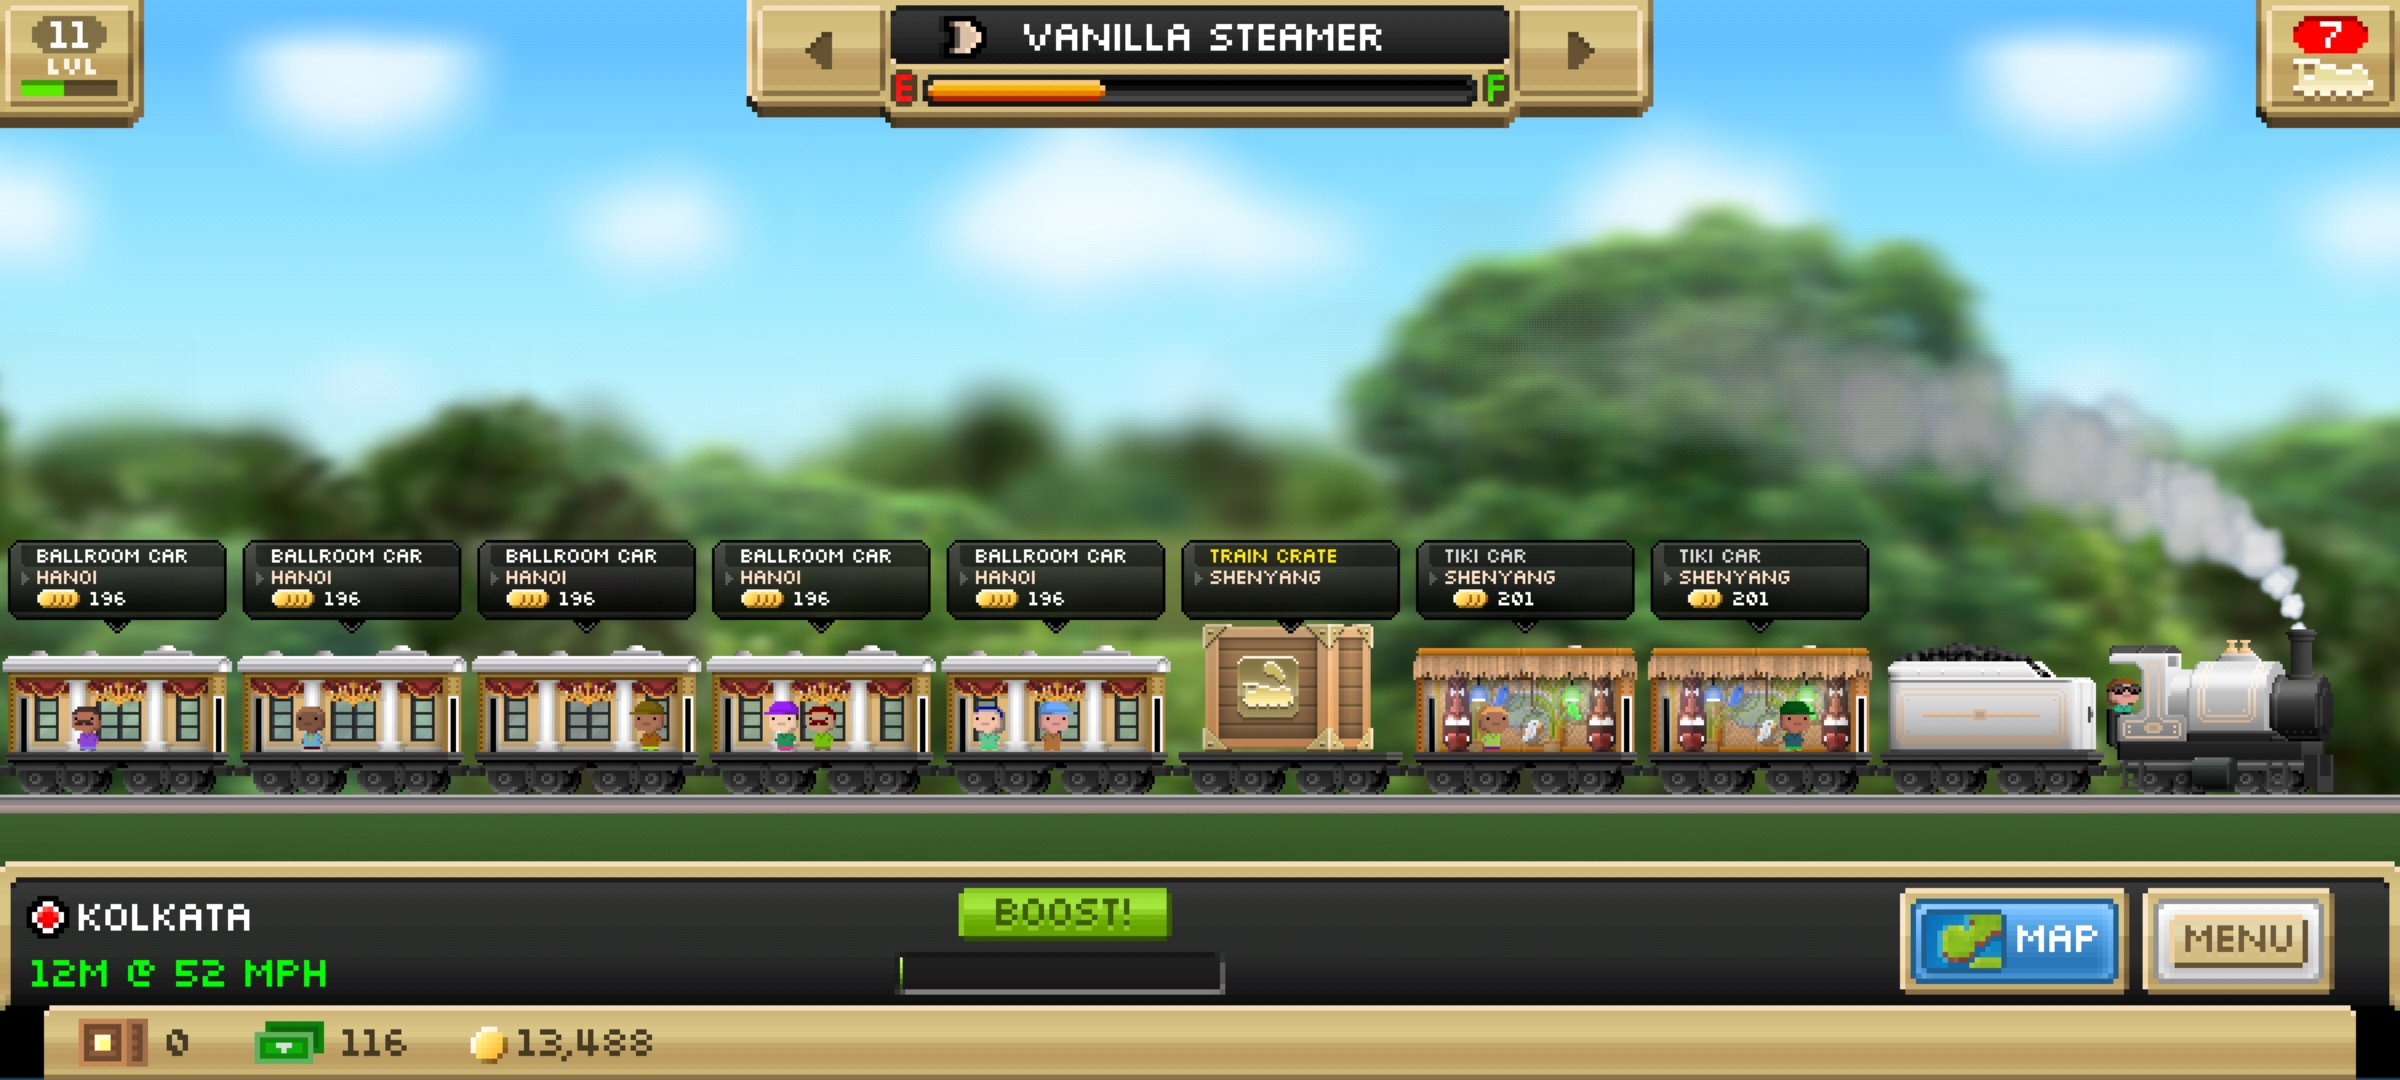 11
LVL
VANILLA STEAMER
E F
7
BALLROOM CAR
HANOI
196
BALLROOM CAR
HANOI
196
BALLROOM CAR
HANOI
196
BALLROOM CAR
HANOI
196
BALLROOM CAR
HANOI
196
TRAIN CRATE
SHENYANG
TIKI CAR
SHENYANG
201
TIKI CAR
SHENYANG
201
KOLKATA
12M @ 52 MPH
BOOST!
MAP
MENU
0
116
13,488